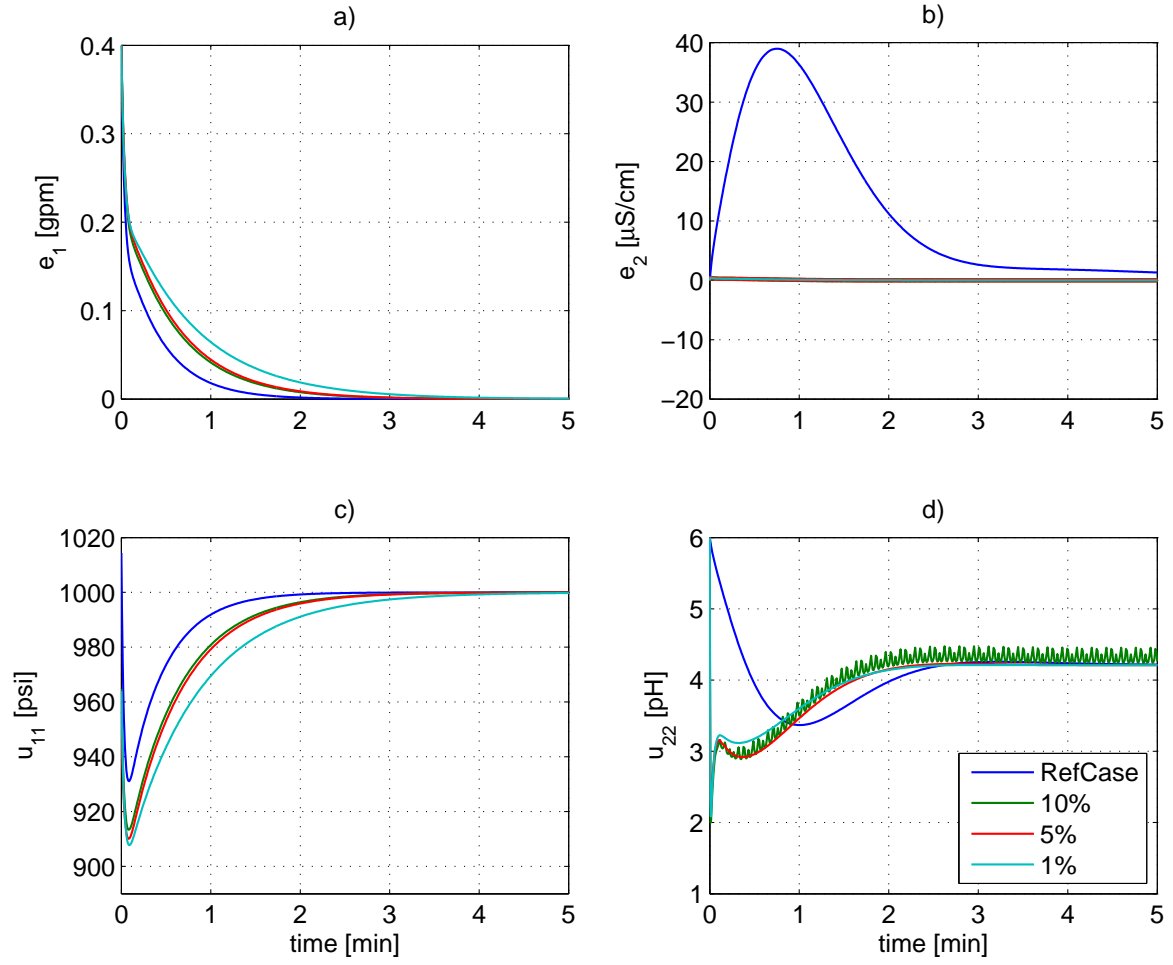 a)
0.4
0.3
0.2
0.1
0
e1 [gpm]
0 1 2 3 4 5
b)
40
30
20
10
0
−10
−20
e2 [µS/cm]
0 1 2 3 4 5
c)
1020
1000
980
960
940
920
900
u11 [psi]
0 1 2 3 4 5
time [min]
d)
6
5
4
3
2
1
u22 [pH]
0 1 2 3 4 5
time [min]
RefCase
10%
5%
1%